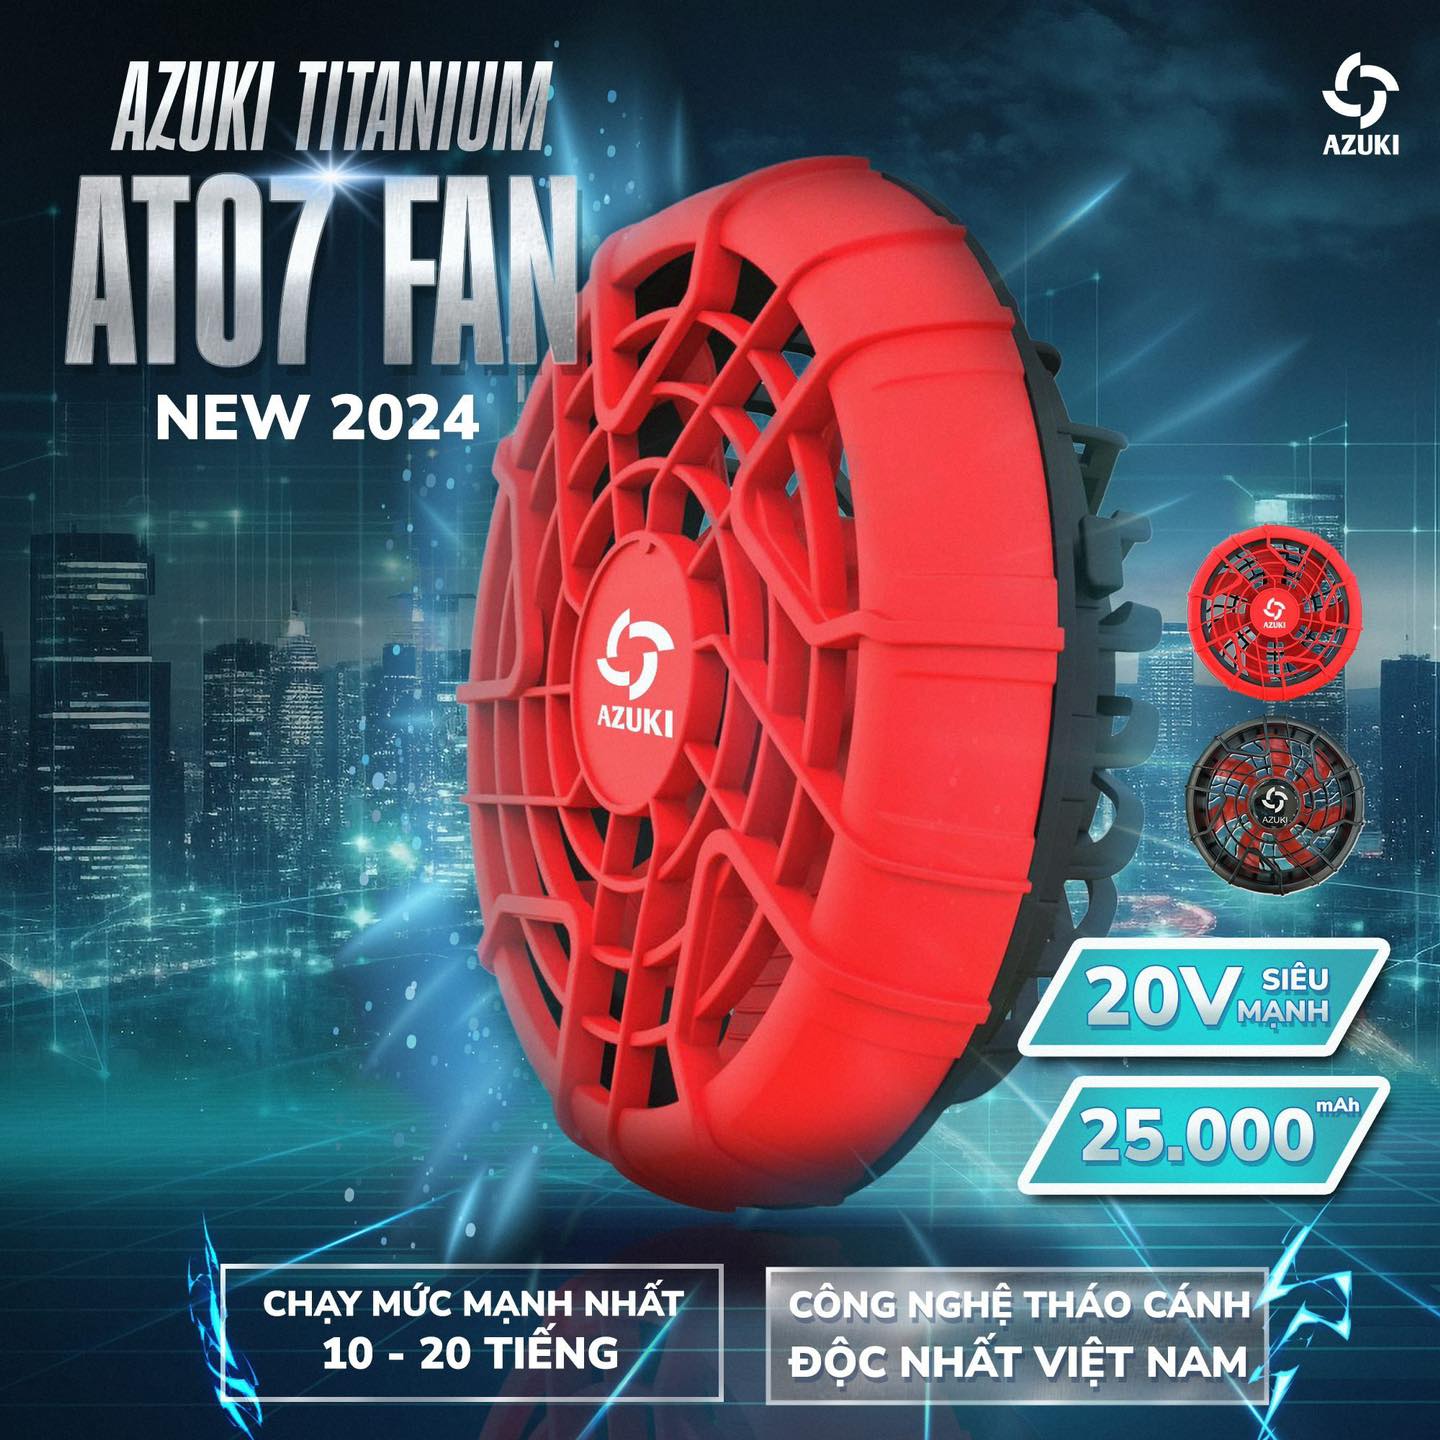 AZUKI TITANIUM
AT07 FAN
NEW 2024
AZUKI
AZUKI
AZUKI
AZUKI
20V SIÊU
MẠNH
25.000 mAh
CHẠY MỨC MẠNH NHẤT
10 - 20 TIẾNG
CÔNG NGHỆ THÁO CÁNH
ĐỘC NHẤT VIỆT NAM